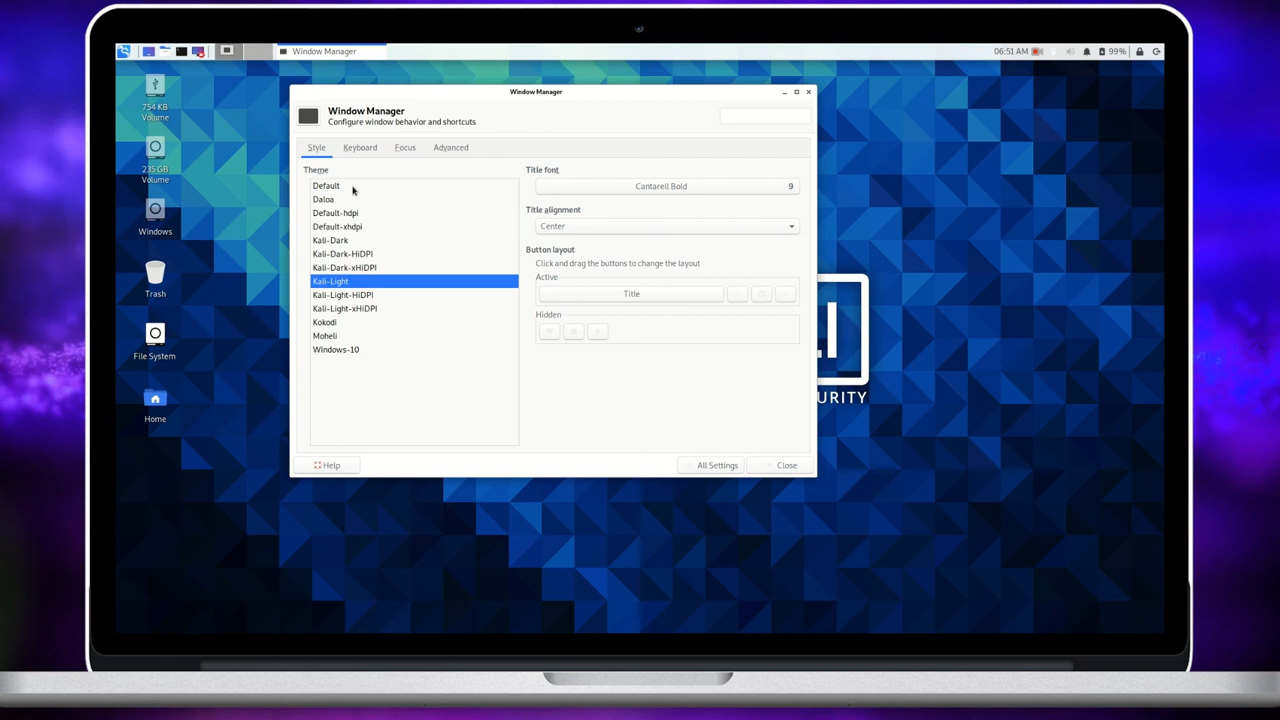 Window Manager
06:51 AM
99%
754 KB
Volume
235 GB
Volume
Windows
Trash
File System
Home
Window Manager
Window Manager
Configure window behavior and shortcuts
Style
Keyboard
Focus
Advanced
Theme
Default
Daloa
Default-hdpi
Default-xhdpi
Kali-Dark
Kali-Dark-HiDPI
Kali-Dark-xHiDPI
Kali-Light
Kali-Light-HiDPI
Kali-Light-xHiDPI
Kokodi
Moheli
Windows-10
Title font
Cantarell Bold 9
Title alignment
Center
Button layout
Click and drag the buttons to change the layout
Active
Title
Hidden
Help
All Settings
Close
LI
URITY